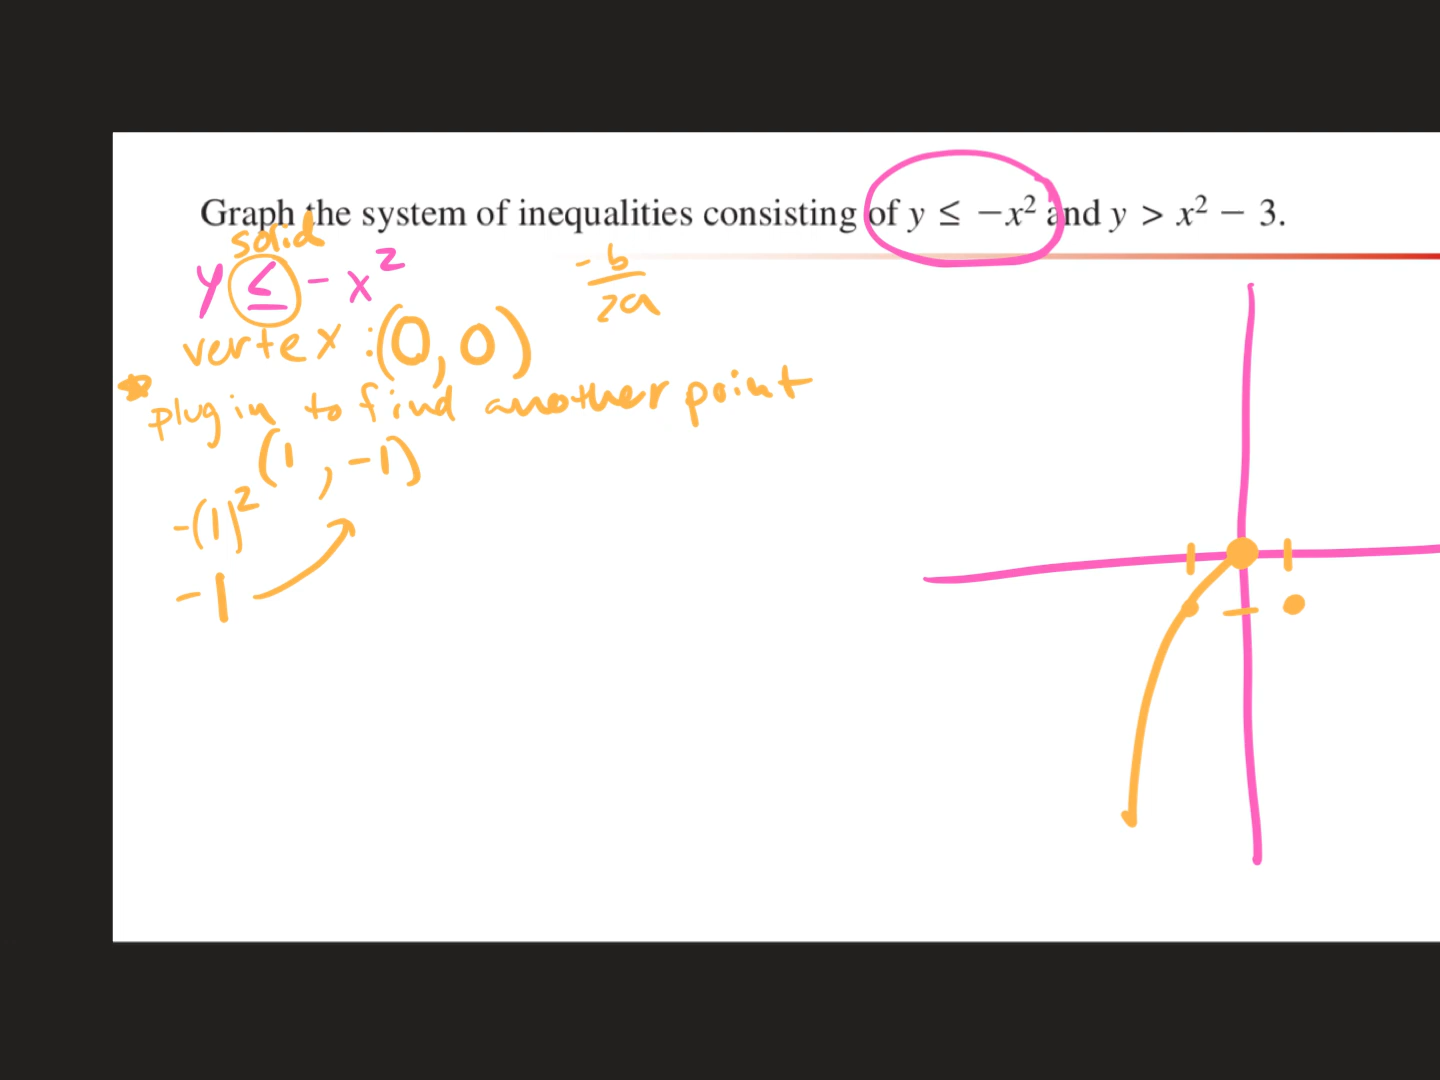 Graph the system of inequalities consisting of y ≤ −x² and y > x² − 3.
solid
y ≤ - x²
-b/2a
vertex : (0, 0)
plug in to find another point
(1, -1)
-(1)²
-1